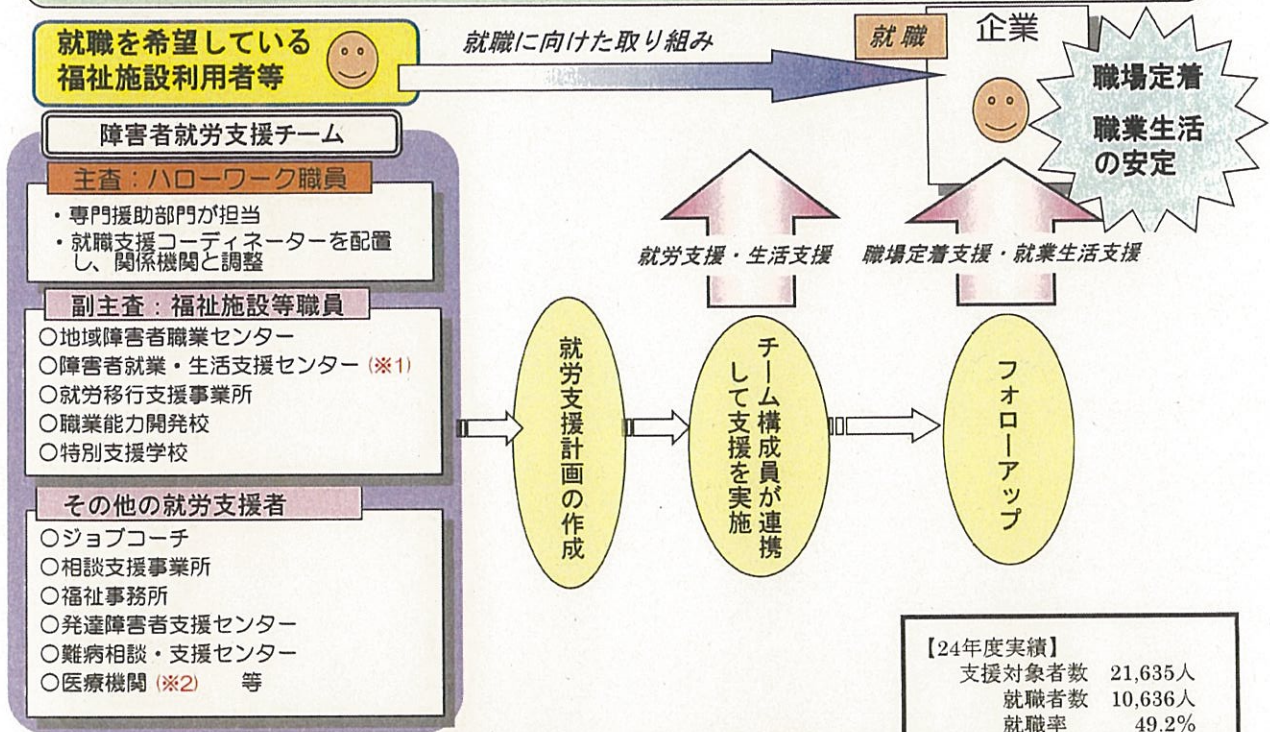 就職を希望している
福祉施設利用者等
就職に向けた取り組み
就職
企業
職場定着
職業生活
の安定
障害者就労支援チーム
主査：ハローワーク職員
・専門援助部門が担当
・就職支援コーディネーターを配置
し、関係機関と調整
副主査：福祉施設等職員
○地域障害者職業センター
○障害者就業・生活支援センター（※1）
○就労移行支援事業所
○職業能力開発校
○特別支援学校
その他の就労支援者
○ジョブコーチ
○相談支援事業所
○福祉事務所
○発達障害者支援センター
○難病相談・支援センター
○医療機関（※2）　等
就労支援計画の作成
チーム構成員が連携
して支援を実施
フォローアップ
就労支援・生活支援
職場定着支援・就業生活支援
【24年度実績】
支援対象者数　21,635人
就職者数　10,636人
就職率　49.2%